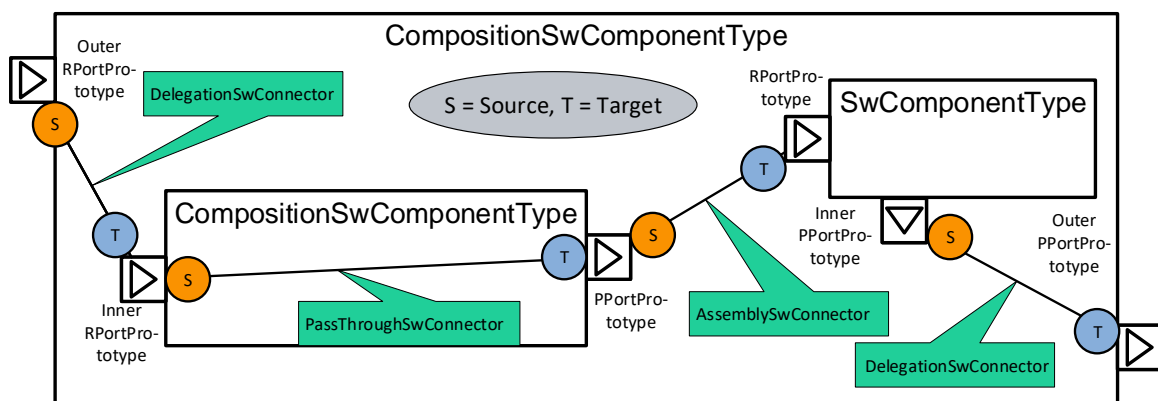 CompositionSwComponentType
Outer
RPortPro-
totype
DelegationSwConnector
S = Source, T = Target
RPortPro-
totype
SwComponentType
S
T
T
CompositionSwComponentType
S
T
S
Inner
PPortPro-
totype
S
Outer
PPortPro-
totype
T
Inner
RPortPro-
totype
PassThroughSwConnector
PPortPro-
totype
AssemblySwConnector
DelegationSwConnector